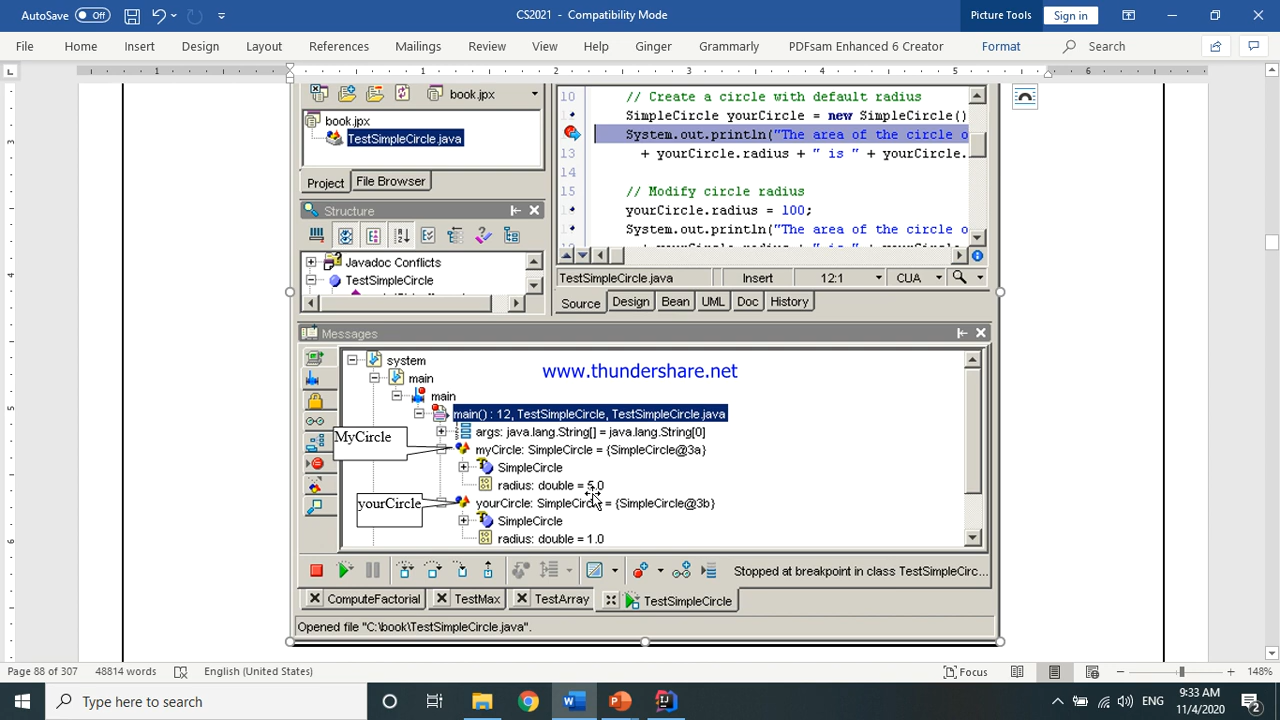 AutoSave Off
CS2021 - Compatibility Mode
Picture Tools
Sign in
File Home Insert Design Layout References Mailings Review View Help Ginger Grammarly PDFsam Enhanced 6 Creator Format Search
1 1 2 3 4 5 6
book.jpx
book.jpx
TestSimpleCircle.java
Project File Browser
Structure
Javadoc Conflicts
TestSimpleCircle
10 // Create a circle with default radius
SimpleCircle yourCircle = new SimpleCircle()
System.out.println("The area of the circle o
13 + yourCircle.radius + " is " + yourCircle.
14
15 // Modify circle radius
yourCircle.radius = 100;
System.out.println("The area of the circle o
TestSimpleCircle.java Insert 12:1 CUA
Source Design Bean UML Doc History
Messages
system
www.thundershare.net
main
main
main() : 12, TestSimpleCircle, TestSimpleCircle.java
args: java.lang.String[] = java.lang.String[0]
MyCircle
myCircle: SimpleCircle = {SimpleCircle@3a}
SimpleCircle
radius: double = 5.0
yourCircle
yourCircle: SimpleCircle = {SimpleCircle@3b}
SimpleCircle
radius: double = 1.0
Stopped at breakpoint in class TestSimpleCirc...
ComputeFactorial TestMax TestArray TestSimpleCircle
Opened file "C:\book\TestSimpleCircle.java".
Page 88 of 307 48814 words English (United States) Focus 148%
Type here to search
ENG
9:33 AM
11/4/2020
2